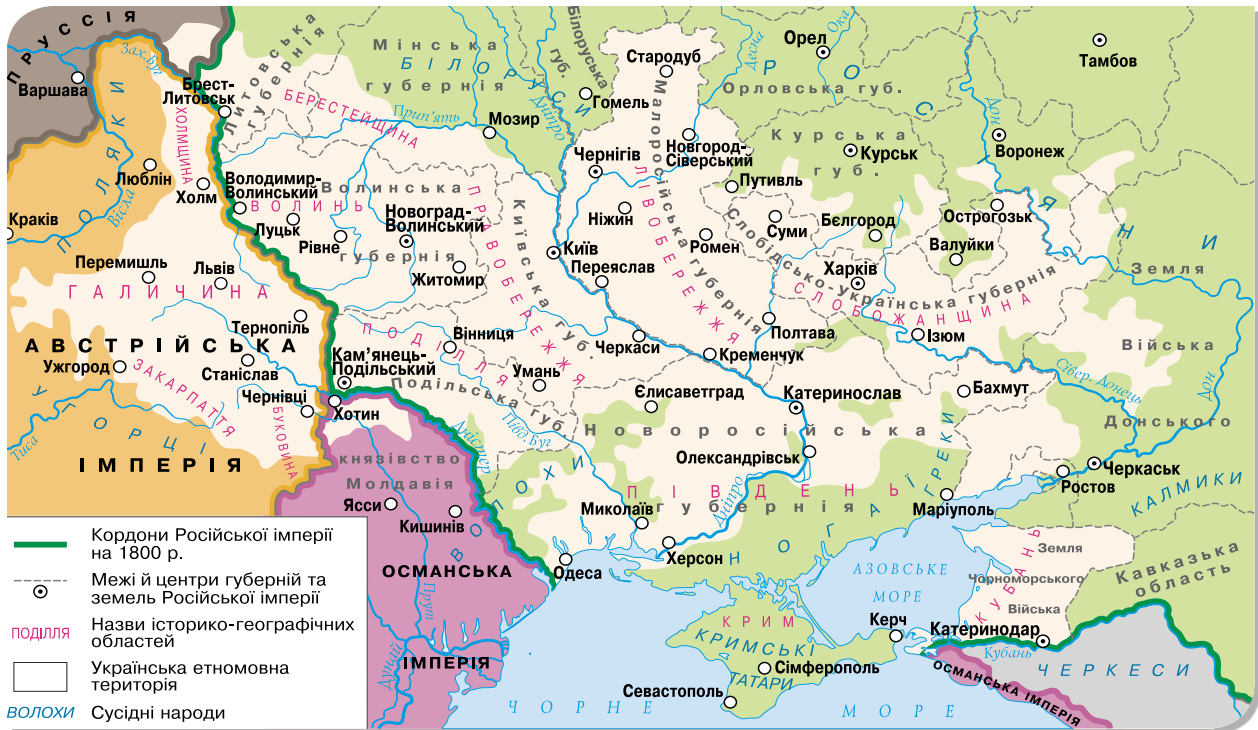 ПРУССІЯ
Варшава
Зах. Буг
ПОЛЯКИ
Вісла
Краків
Люблін
ХОЛМЩИНА
Холм
Брест-
Литовськ
Литовська
губернія
БЕРЕСТЕЙЩИНА
Мінська
губернія
БІЛОРУСИ
Білоруська
губ.
Прип'ять
Мозир
Дніпро
Гомель
Стародуб
Десна
Орел
Ока
Орловська губ.
РОСІЯНИ
Тамбов
Дон
Воронеж
Курська
губ.
Курськ
Чернігів
Новгород-
Сіверський
Путивль
Малоросійська губернія
ЛІВОБЕРЕЖЖЯ
Ніжин
Ромен
Суми
Бєлгород
Острогозьк
Валуйки
Слободсько-Українська губернія
СЛОБОЖАНЩИНА
Харків
Ізюм
Полтава
Володимир-
Волинський
Волинська
губернія
ВОЛИНЬ
Луцьк
Рівне
Новоград-
Волинський
Житомир
ПРАВОБЕРЕЖЖЯ
Київська губ.
Київ
Переяслав
Черкаси
Кременчук
Перемишль
Львів
ГАЛИЧИНА
Тернопіль
АВСТРІЙСЬКА
ІМПЕРІЯ
Ужгород
ЗАКАРПАТТЯ
Станіслав
Чернівці
БУКОВИНА
УГОРЦІ
Тиса
Кам'янець-
Подільський
Хотин
ПОДІЛЛЯ
Подільська губ.
Вінниця
Умань
Півд. Буг
Дністер
князівство
Молдавія
Ясси
Кишинів
ВОЛОХИ
ОСМАНСЬКА
ІМПЕРІЯ
Прут
Дунай
Єлисаветград
Катеринослав
Новоросійська
губернія
Олександрівськ
ПІВДЕНЬ
Дніпро
Миколаїв
Херсон
Одеса
НОГАЇ
ГРЕКИ
Бахмут
Маріуполь
Земля
Війська
Донського
Сівер. Донець
Дон
Черкаськ
Ростов
КАЛМИКИ
АЗОВСЬКЕ
МОРЕ
Земля
Чорноморського
Війська
КУБАНЬ
Катеринодар
Кубань
Кавказька
область
ЧЕРКЕСИ
ОСМАНСЬКА ІМПЕРІЯ
КРИМ
КРИМСЬКІ
ТАТАРИ
Керч
Сімферополь
Севастополь
ЧОРНЕ МОРЕ
Кордони Російської імперії
на 1800 р.
Межі й центри губерній та
земель Російської імперії
ПОДІЛЛЯ
Назви історико-географічних
областей
Українська етномовна
територія
ВОЛОХИ
Сусідні народи